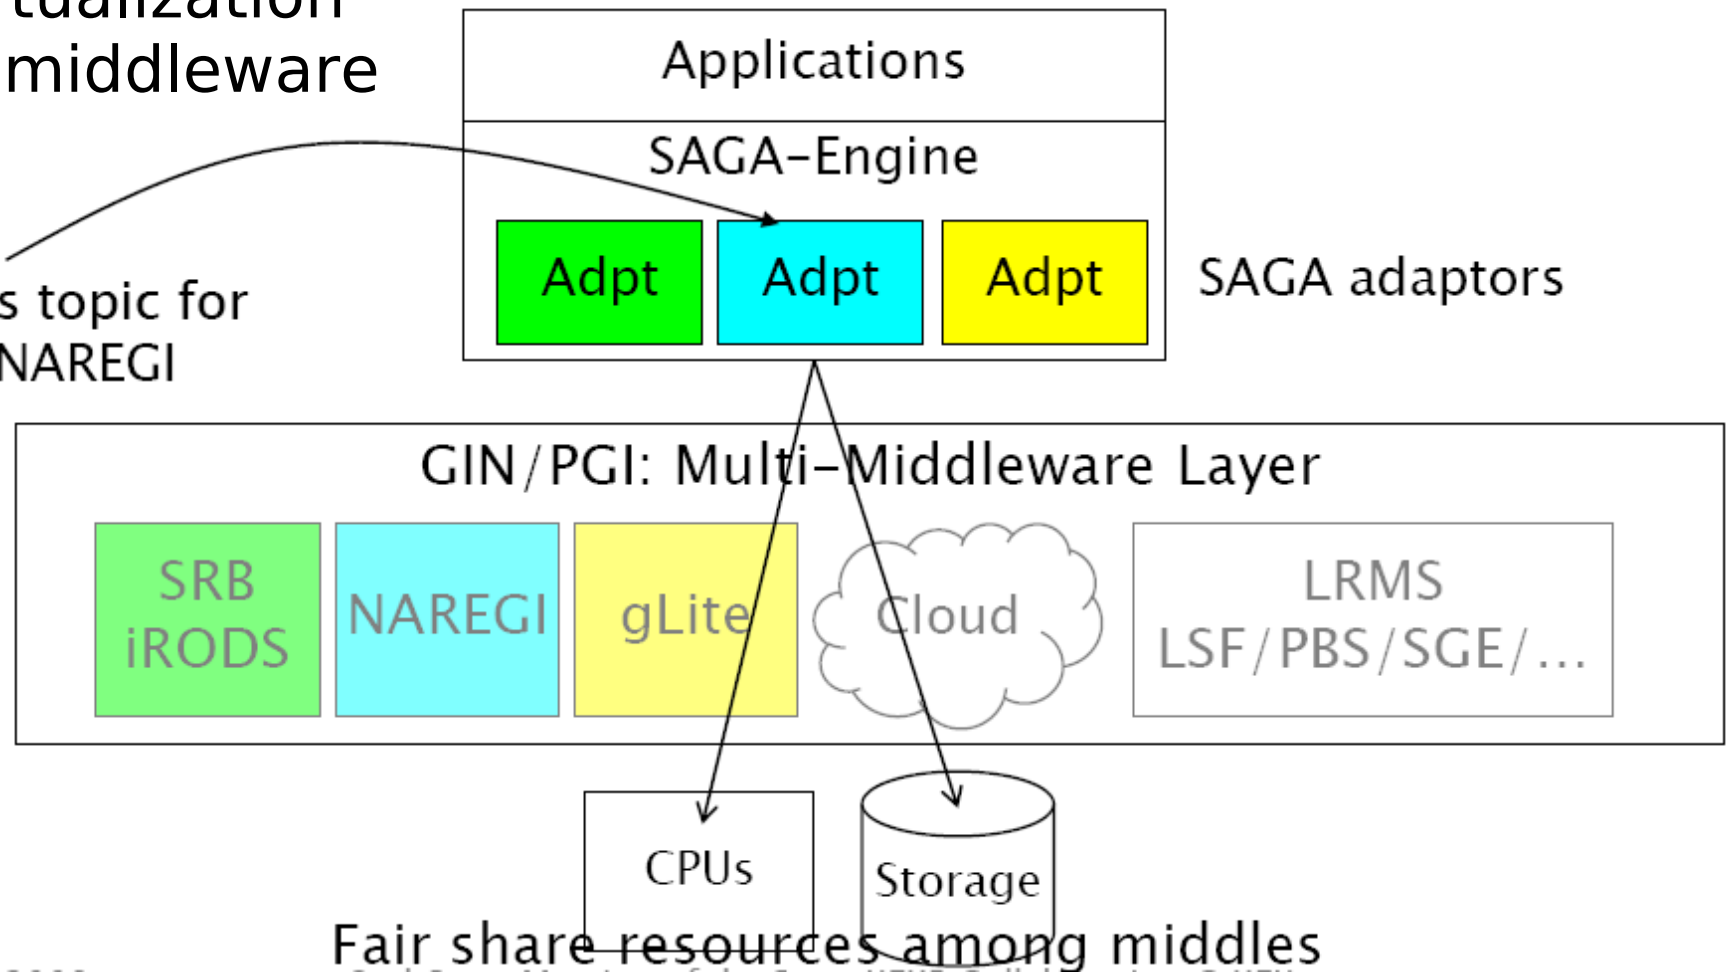 middleware
Applications
SAGA-Engine
Adpt Adpt Adpt
SAGA adaptors
topic for
NAREGI
GIN/PGI: Multi-Middleware Layer
SRB
iRODS
NAREGI
gLite
Cloud
LRMS
LSF/PBS/SGE/...
CPUs
Storage
Fair share resources among middles